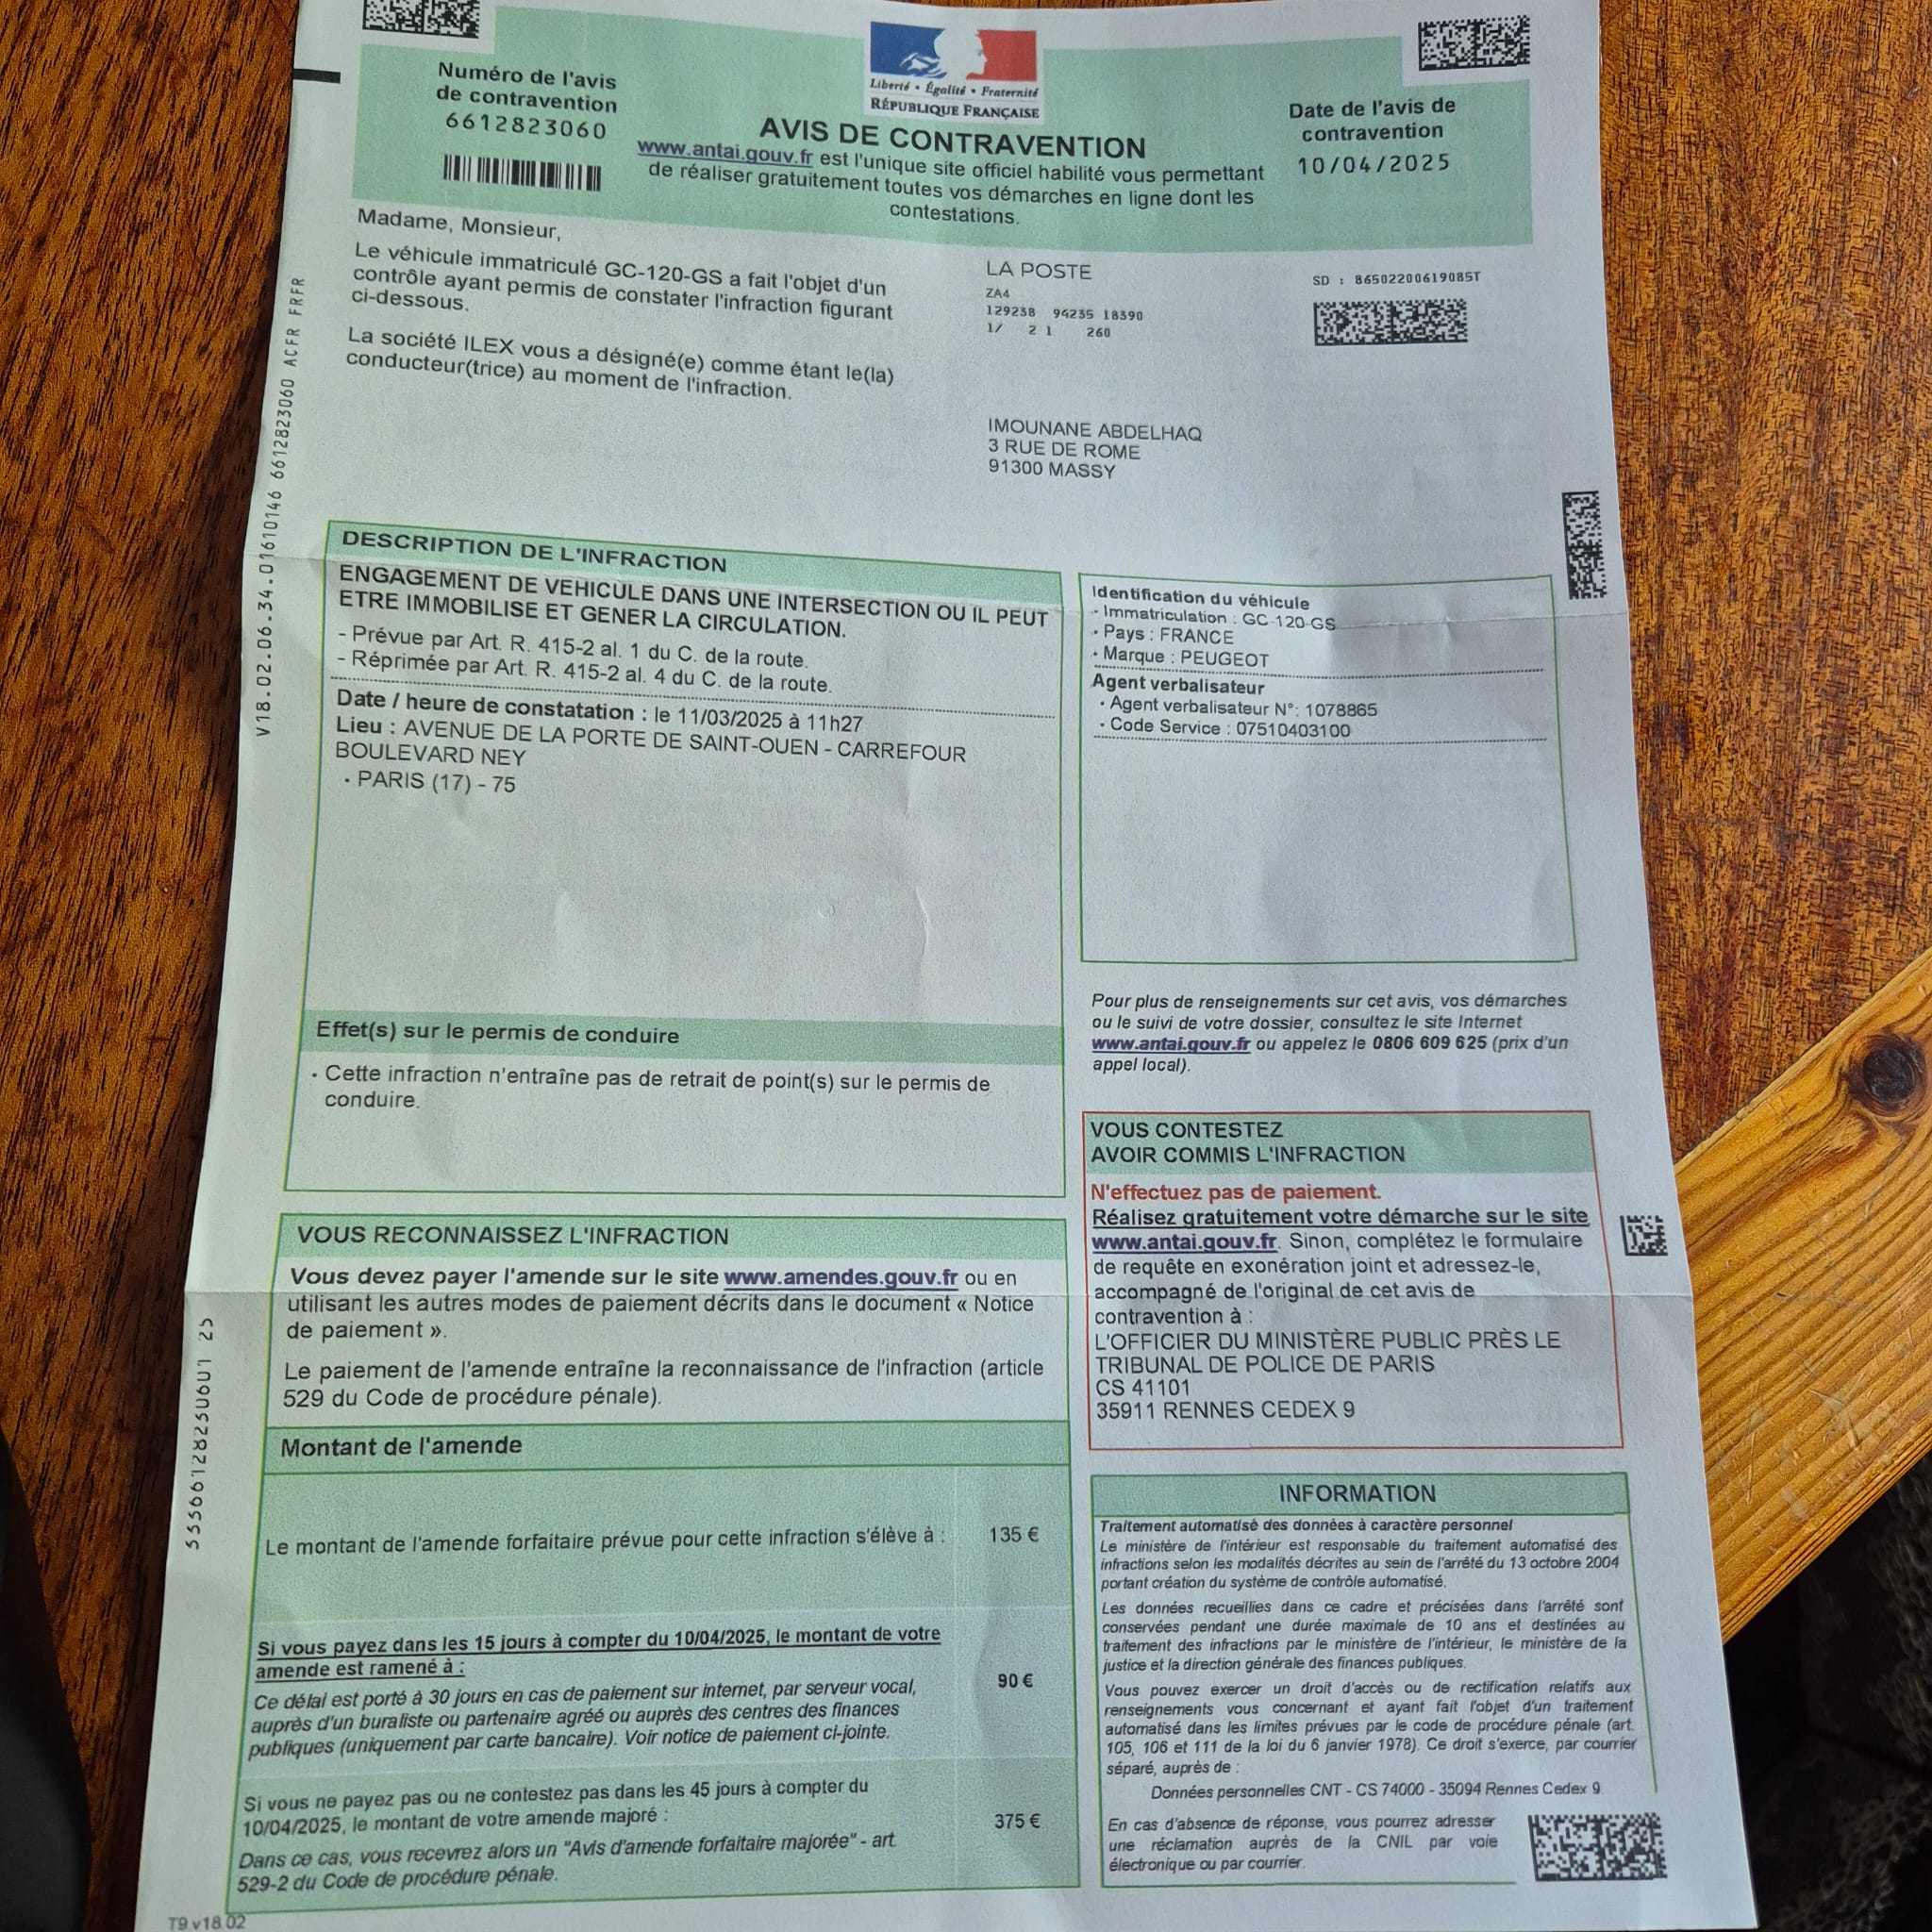 Numéro de l'avis
de contravention
6612823060
Liberté • Égalité • Fraternité
RÉPUBLIQUE FRANÇAISE
AVIS DE CONTRAVENTION
www.antai.gouv.fr est l'unique site officiel habilité vous permettant
de réaliser gratuitement toutes vos démarches en ligne dont les
contestations.
Date de l'avis de
contravention
10/04/2025
Madame, Monsieur,
Le véhicule immatriculé GC-120-GS a fait l'objet d'un
contrôle ayant permis de constater l'infraction figurant
ci-dessous.
La société ILEX vous a désigné(e) comme étant le(la)
conducteur(trice) au moment de l'infraction.
LA POSTE
ZA4
129238 94235 18390
1/ 2 1 260
SD : 86502200619085T
IMOUNANE ABDELHAQ
3 RUE DE ROME
91300 MASSY
V18.02.06.34.01610146 6612823060 ACFR FRFR
DESCRIPTION DE L'INFRACTION
ENGAGEMENT DE VEHICULE DANS UNE INTERSECTION OU IL PEUT
ETRE IMMOBILISE ET GENER LA CIRCULATION.
- Prévue par Art. R. 415-2 al. 1 du C. de la route.
- Réprimée par Art. R. 415-2 al. 4 du C. de la route.
Date / heure de constatation : le 11/03/2025 à 11h27
Lieu : AVENUE DE LA PORTE DE SAINT-OUEN - CARREFOUR
BOULEVARD NEY
• PARIS (17) - 75
Identification du véhicule
• Immatriculation : GC-120-GS
• Pays : FRANCE
• Marque : PEUGEOT
Agent verbalisateur
• Agent verbalisateur N°: 1078865
• Code Service : 07510403100
Effet(s) sur le permis de conduire
• Cette infraction n'entraîne pas de retrait de point(s) sur le permis de
conduire.
Pour plus de renseignements sur cet avis, vos démarches
ou le suivi de votre dossier, consultez le site Internet
www.antai.gouv.fr ou appelez le 0806 609 625 (prix d'un
appel local).
VOUS RECONNAISSEZ L'INFRACTION
Vous devez payer l'amende sur le site www.amendes.gouv.fr ou en
utilisant les autres modes de paiement décrits dans le document « Notice
de paiement ».
Le paiement de l'amende entraîne la reconnaissance de l'infraction (article
529 du Code de procédure pénale).
Montant de l'amende
Le montant de l'amende forfaitaire prévue pour cette infraction s'élève à : 135 €
Si vous payez dans les 15 jours à compter du 10/04/2025, le montant de votre
amende est ramené à :
90 €
Ce délai est porté à 30 jours en cas de paiement sur internet, par serveur vocal,
auprès d'un buraliste ou partenaire agréé ou auprès des centres des finances
publiques (uniquement par carte bancaire). Voir notice de paiement ci-jointe.
Si vous ne payez pas ou ne contestez pas dans les 45 jours à compter du
10/04/2025, le montant de votre amende majoré :
375 €
Dans ce cas, vous recevrez alors un "Avis d'amende forfaitaire majorée" - art.
529-2 du Code de procédure pénale.
T9.v18.02
VOUS CONTESTEZ
AVOIR COMMIS L'INFRACTION
N'effectuez pas de paiement.
Réalisez gratuitement votre démarche sur le site
www.antai.gouv.fr. Sinon, complétez le formulaire
de requête en exonération joint et adressez-le,
accompagné de l'original de cet avis de
contravention à :
L'OFFICIER DU MINISTÈRE PUBLIC PRÈS LE
TRIBUNAL DE POLICE DE PARIS
CS 41101
35911 RENNES CEDEX 9
INFORMATION
Traitement automatisé des données à caractère personnel
Le ministère de l'intérieur est responsable du traitement automatisé des
infractions selon les modalités décrites au sein de l'arrêté du 13 octobre 2004
portant création du système de contrôle automatisé.
Les données recueillies dans ce cadre et précisées dans l'arrêté sont
conservées pendant une durée maximale de 10 ans et destinées au
traitement des infractions par le ministère de l'intérieur, le ministère de la
justice et la direction générale des finances publiques.
Vous pouvez exercer un droit d'accès ou de rectification relatifs aux
renseignements vous concernant et ayant fait l'objet d'un traitement
automatisé dans les limites prévues par le code de procédure pénale (art.
105, 106 et 111 de la loi du 6 janvier 1978). Ce droit s'exerce, par courrier
séparé, auprès de :
Données personnelles CNT - CS 74000 - 35094 Rennes Cedex 9
En cas d'absence de réponse, vous pourrez adresser
une réclamation auprès de la CNIL par voie
électronique ou par courrier.